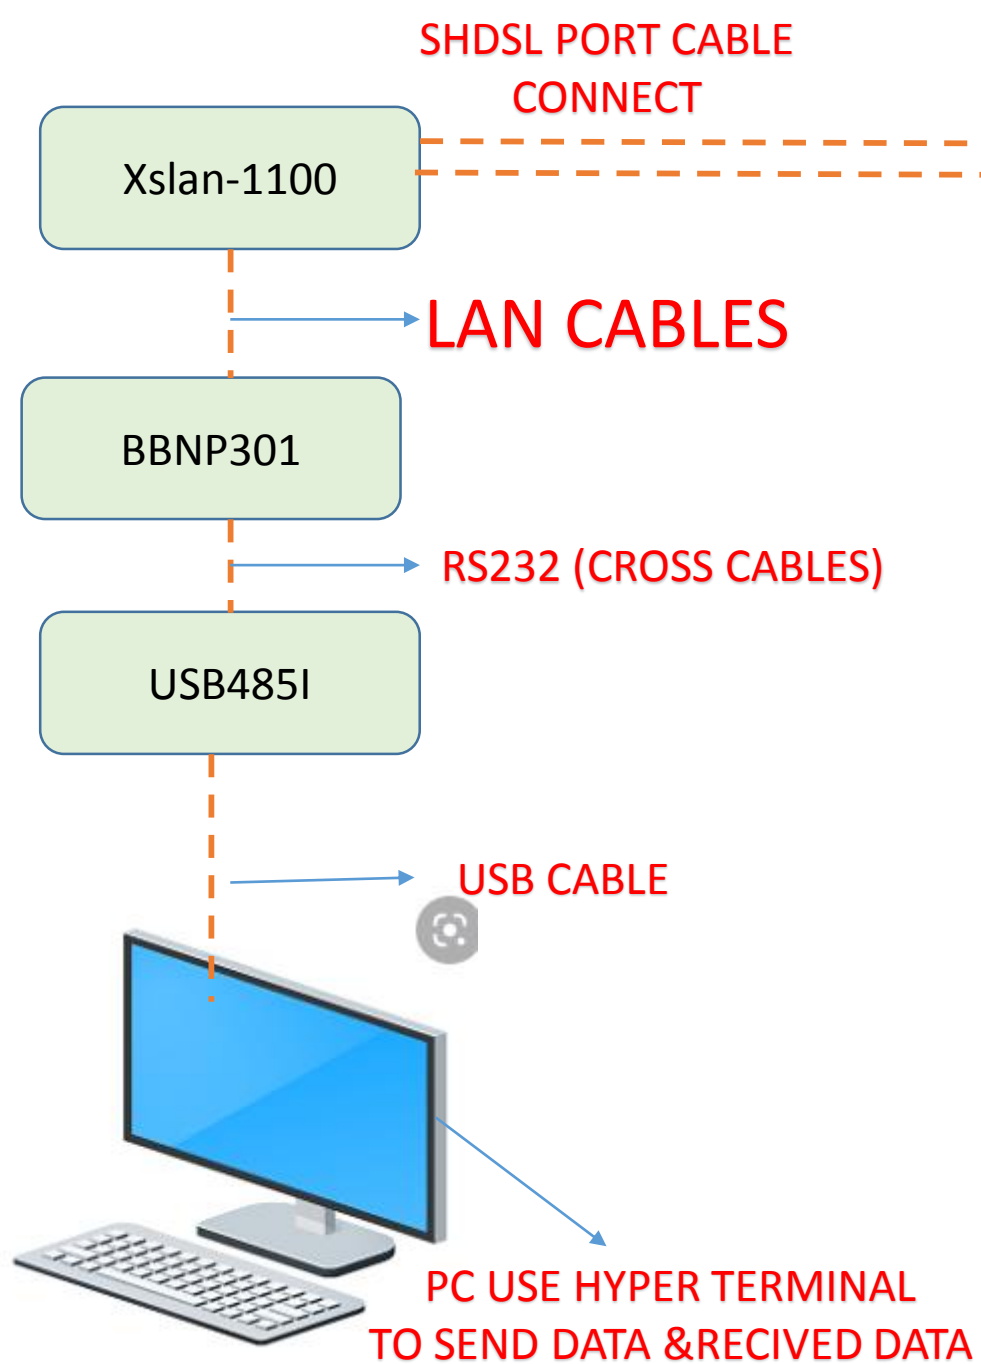 SHDSL PORT CABLE
CONNECT
Xslan-1100
LAN CABLES
BBNP301
RS232 (CROSS CABLES)
USB485I
USB CABLE
PC USE HYPER TERMINAL
TO SEND DATA &RECIVED DATA